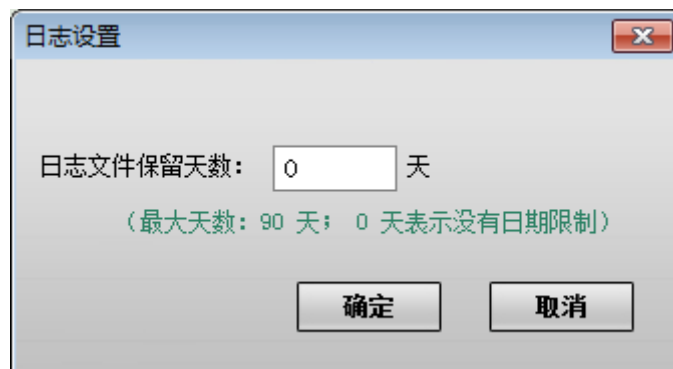 日志设置
日志文件保留天数： 0 天
（最大天数：90 天； 0 天表示没有日期限制）
确定 取消